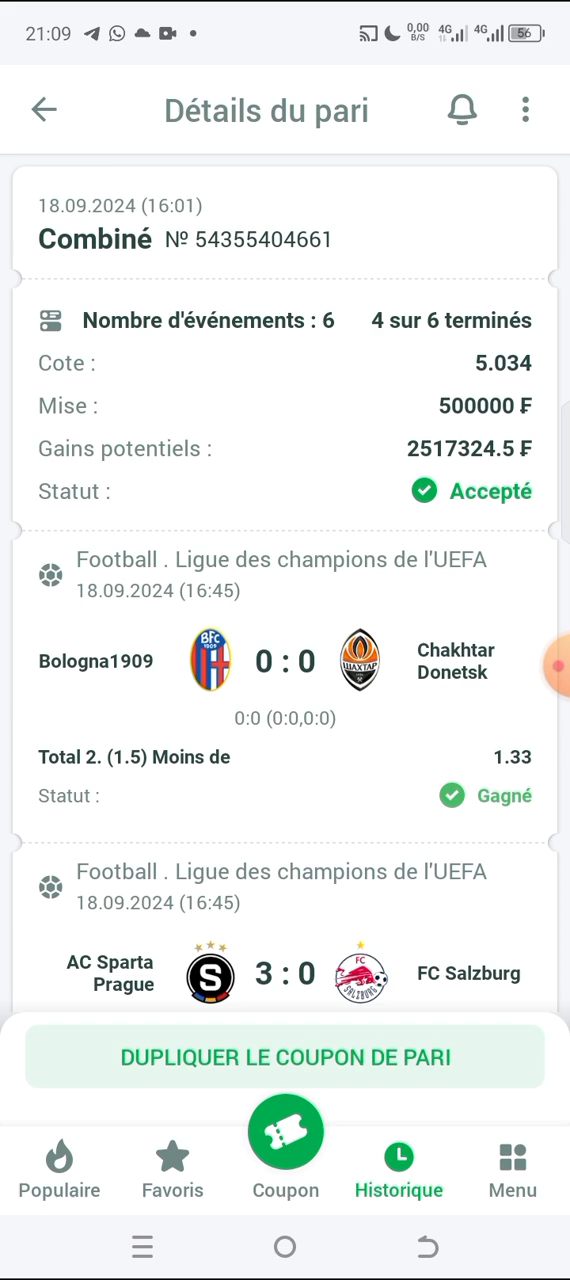 21:09
0,00 B/S 4G 4G 56
Détails du pari
18.09.2024 (16:01)
Combiné № 54355404661
Nombre d'événements : 6 4 sur 6 terminés
Cote : 5.034
Mise : 500000 ₣
Gains potentiels : 2517324.5 ₣
Statut : Accepté
Football . Ligue des champions de l'UEFA
18.09.2024 (16:45)
BFC
1909
Bologna1909 0 : 0 Chakhtar
Donetsk
ШАХТАР
0:0 (0:0,0:0)
Total 2. (1.5) Moins de 1.33
Statut : Gagné
Football . Ligue des champions de l'UEFA
18.09.2024 (16:45)
AC Sparta
Prague S 3 : 0 FC SALZBURG FC Salzburg
DUPLIQUER LE COUPON DE PARI
Populaire Favoris Coupon Historique Menu